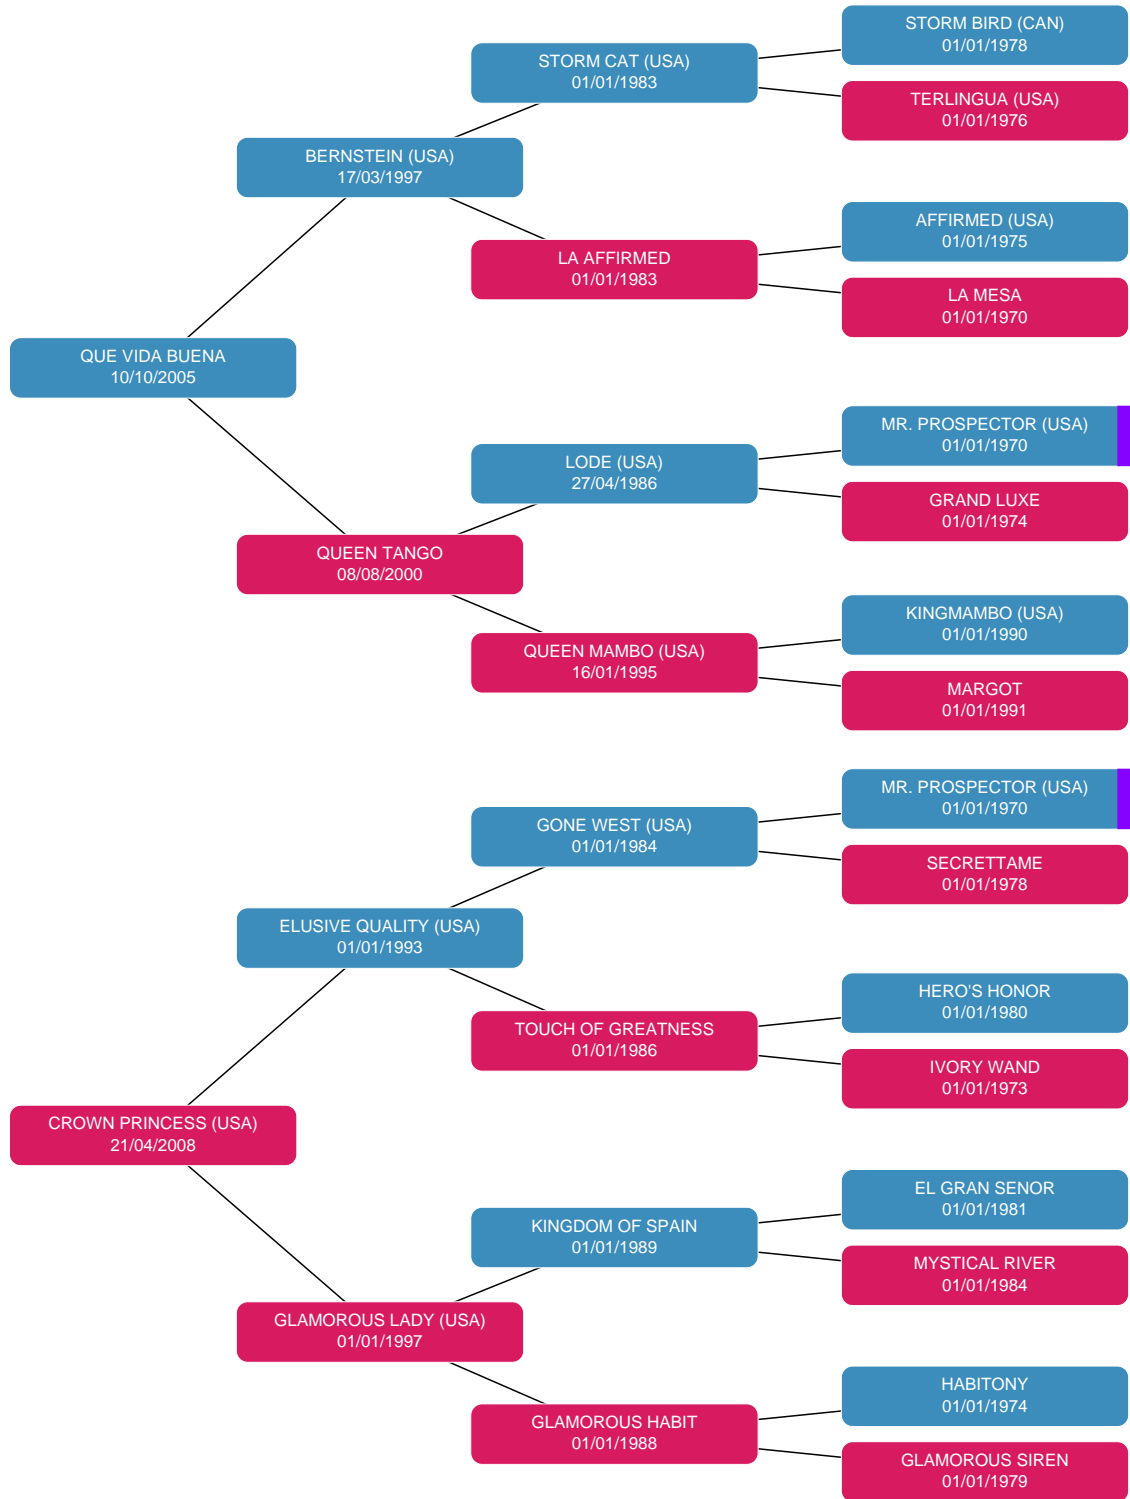 STORM BIRD (CAN)
01/01/1978
STORM CAT (USA)
01/01/1983
TERLINGUA (USA)
01/01/1976
BERNSTEIN (USA)
17/03/1997
AFFIRMED (USA)
01/01/1975
LA AFFIRMED
01/01/1983
LA MESA
01/01/1970
QUE VIDA BUENA
10/10/2005
MR. PROSPECTOR (USA)
01/01/1970
LODE (USA)
27/04/1986
GRAND LUXE
01/01/1974
QUEEN TANGO
08/08/2000
KINGMAMBO (USA)
01/01/1990
QUEEN MAMBO (USA)
16/01/1995
MARGOT
01/01/1991
MR. PROSPECTOR (USA)
01/01/1970
GONE WEST (USA)
01/01/1984
SECRETTAME
01/01/1978
ELUSIVE QUALITY (USA)
01/01/1993
HERO'S HONOR
01/01/1980
TOUCH OF GREATNESS
01/01/1986
IVORY WAND
01/01/1973
CROWN PRINCESS (USA)
21/04/2008
EL GRAN SENOR
01/01/1981
KINGDOM OF SPAIN
01/01/1989
MYSTICAL RIVER
01/01/1984
GLAMOROUS LADY (USA)
01/01/1997
HABITONY
01/01/1974
GLAMOROUS HABIT
01/01/1988
GLAMOROUS SIREN
01/01/1979